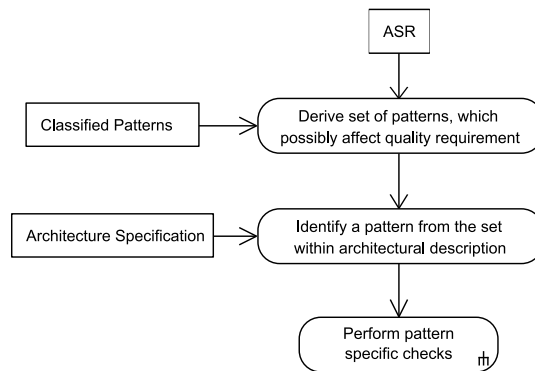 ASR
Classified Patterns
Derive set of patterns, which
possibly affect quality requirement
Architecture Specification
Identify a pattern from the set
within architectural description
Perform pattern
specific checks